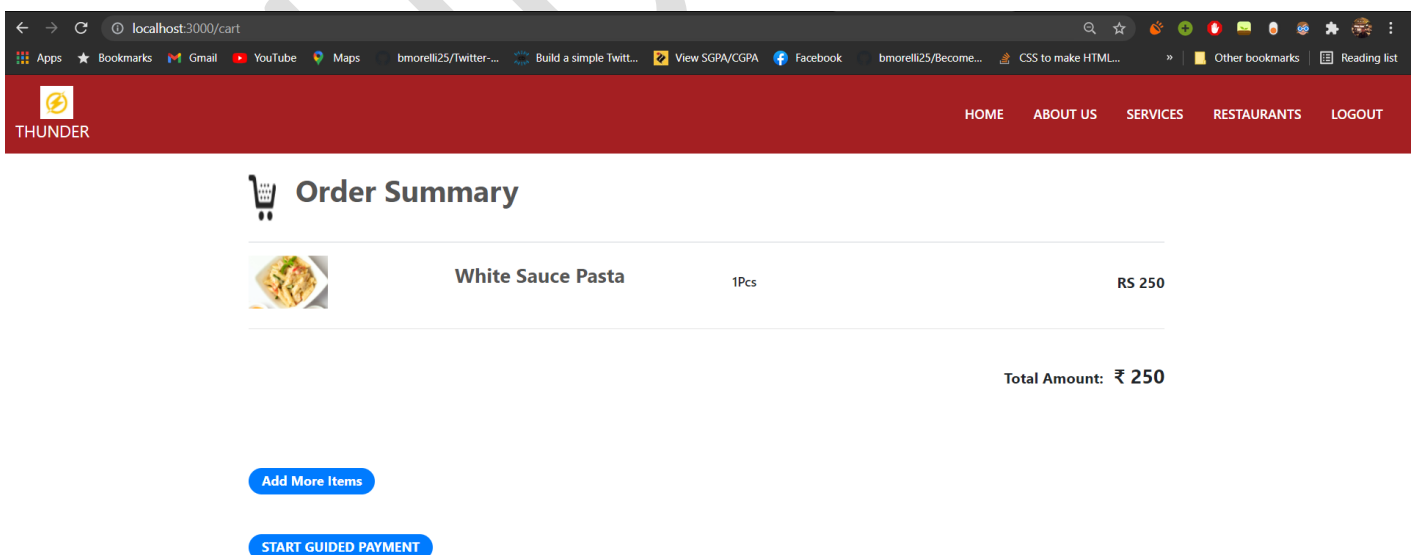 localhost:3000/cart
Apps Bookmarks Gmail YouTube Maps bmorelli25/Twitter-... Build a simple Twitt... View SGPA/CGPA Facebook bmorelli25/Become... CSS to make HTML... » Other bookmarks Reading list
THUNDER
HOME ABOUT US SERVICES RESTAURANTS LOGOUT
Order Summary
White Sauce Pasta 1Pcs RS 250
Total Amount: ₹ 250
Add More Items
START GUIDED PAYMENT